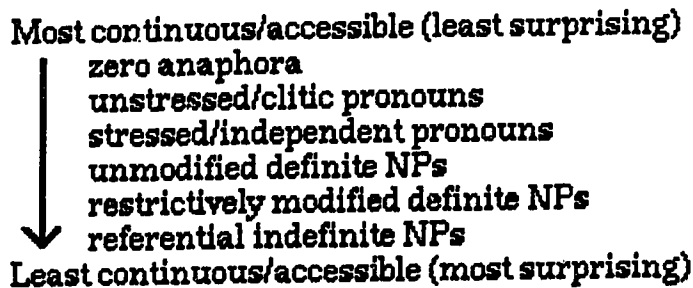 Most continuous/accessible (least surprising)
zero anaphora
unstressed/clitic pronouns
stressed/independent pronouns
unmodified definite NPs
restrictively modified definite NPs
referential indefinite NPs
Least continuous/accessible (most surprising)